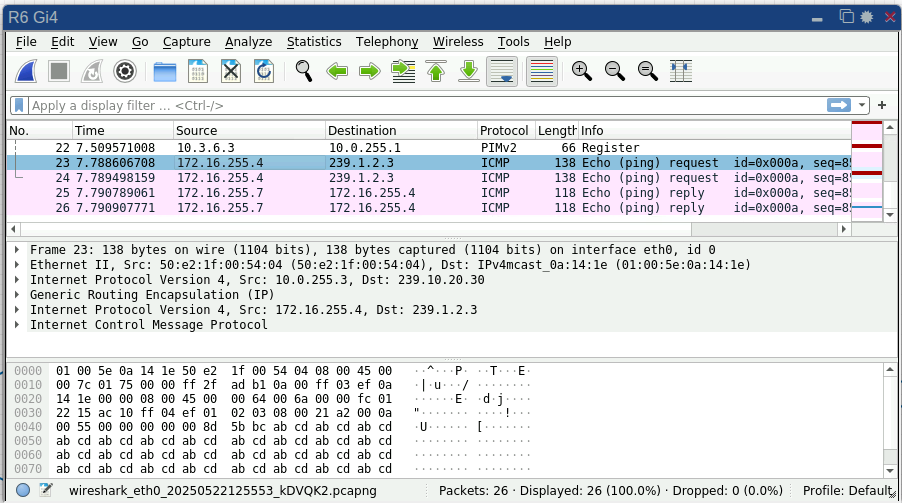 R6 Gi4
File Edit View Go Capture Analyze Statistics Telephony Wireless Tools Help
Apply a display filter ... <Ctrl-/>
No. Time Source Destination Protocol Length Info
22 7.509571008 10.3.6.3 10.0.255.1 PIMv2 66 Register
23 7.788606708 172.16.255.4 239.1.2.3 ICMP 138 Echo (ping) request id=0x000a, seq=85
24 7.789498159 172.16.255.4 239.1.2.3 ICMP 138 Echo (ping) request id=0x000a, seq=85
25 7.790789061 172.16.255.7 172.16.255.4 ICMP 118 Echo (ping) reply id=0x000a, seq=85
26 7.790907771 172.16.255.7 172.16.255.4 ICMP 118 Echo (ping) reply id=0x000a, seq=85
Frame 23: 138 bytes on wire (1104 bits), 138 bytes captured (1104 bits) on interface eth0, id 0
Ethernet II, Src: 50:e2:1f:00:54:04 (50:e2:1f:00:54:04), Dst: IPv4mcast_0a:14:1e (01:00:5e:0a:14:1e)
Internet Protocol Version 4, Src: 10.0.255.3, Dst: 239.10.20.30
Generic Routing Encapsulation (IP)
Internet Protocol Version 4, Src: 172.16.255.4, Dst: 239.1.2.3
Internet Control Message Protocol
0000 01 00 5e 0a 14 1e 50 e2 1f 00 54 04 08 00 45 00 ··^···P· ··T···E·
0010 00 7c 01 75 00 00 ff 2f ad b1 0a 00 ff 03 ef 0a ·|·u···/ ········
0020 14 1e 00 00 08 00 45 00 00 64 00 6a 00 00 fc 01 ······E· ·d·j····
0030 22 15 ac 10 ff 04 ef 01 02 03 08 00 21 a2 00 0a "······· ····!···
0040 00 55 00 00 00 00 00 8d 5b bc ab cd ab cd ab cd ·U······ [·······
0050 ab cd ab cd ab cd ab cd ab cd ab cd ab cd ab cd ········ ········
0060 ab cd ab cd ab cd ab cd ab cd ab cd ab cd ab cd ········ ········
0070 ab cd ab cd ab cd ab cd ab cd ab cd ab cd ab cd ········ ········
wireshark_eth0_20250522125553_kDVQK2.pcapng Packets: 26 · Displayed: 26 (100.0%) · Dropped: 0 (0.0%) Profile: Default